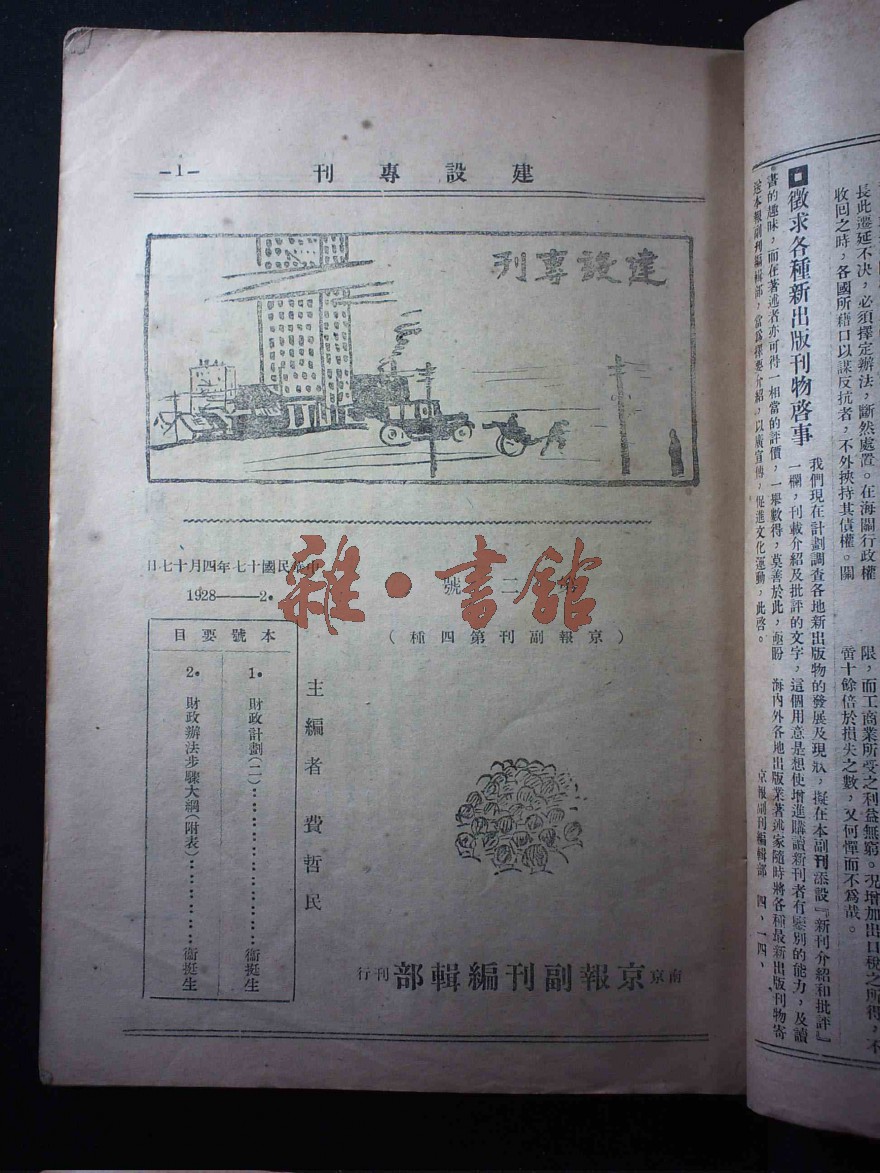 建設專刊
—1—
建設專刊
第二號
中華民國十七年四月十七日
1928——2.
（京報副刊第四種）
主編者 費哲民
本號要目
1. 財政計劃(二)……………………衞挺生
2. 財政辦法步驟大綱(附表)……………衞挺生
南京 京報副刊編輯部 刊行
雜·書館
長此遷延不决，必須擇定辦法，斷然處置。在海關行政權
收回之時，各國所藉口以謀反抗者，不外挾持其債權。關
限，而工商業所受之利益無窮。况增加出口稅之所得，不
啻十餘倍於損失之數，又何憚而不爲哉。
徵求各種新出版刊物啓事
我們現在計劃調查各地新出版物的發展及現狀，擬在本副刊添設『新刊介紹和批評』
一欄，刊載介紹及批評的文字，這個用意是想使增進購讀新刊者有鑒別的能力，及讀
書的趣味，而在著述者亦可得一相當的評價，一舉數得，莫善於此，亟盼 海內外各地出版業著述家隨時將各種最新出版刊物寄
送本報副刊編輯部，當爲擇要介紹，以廣宣傳，促進文化運動，此啓。
京報副刊編輯部 四，一四，